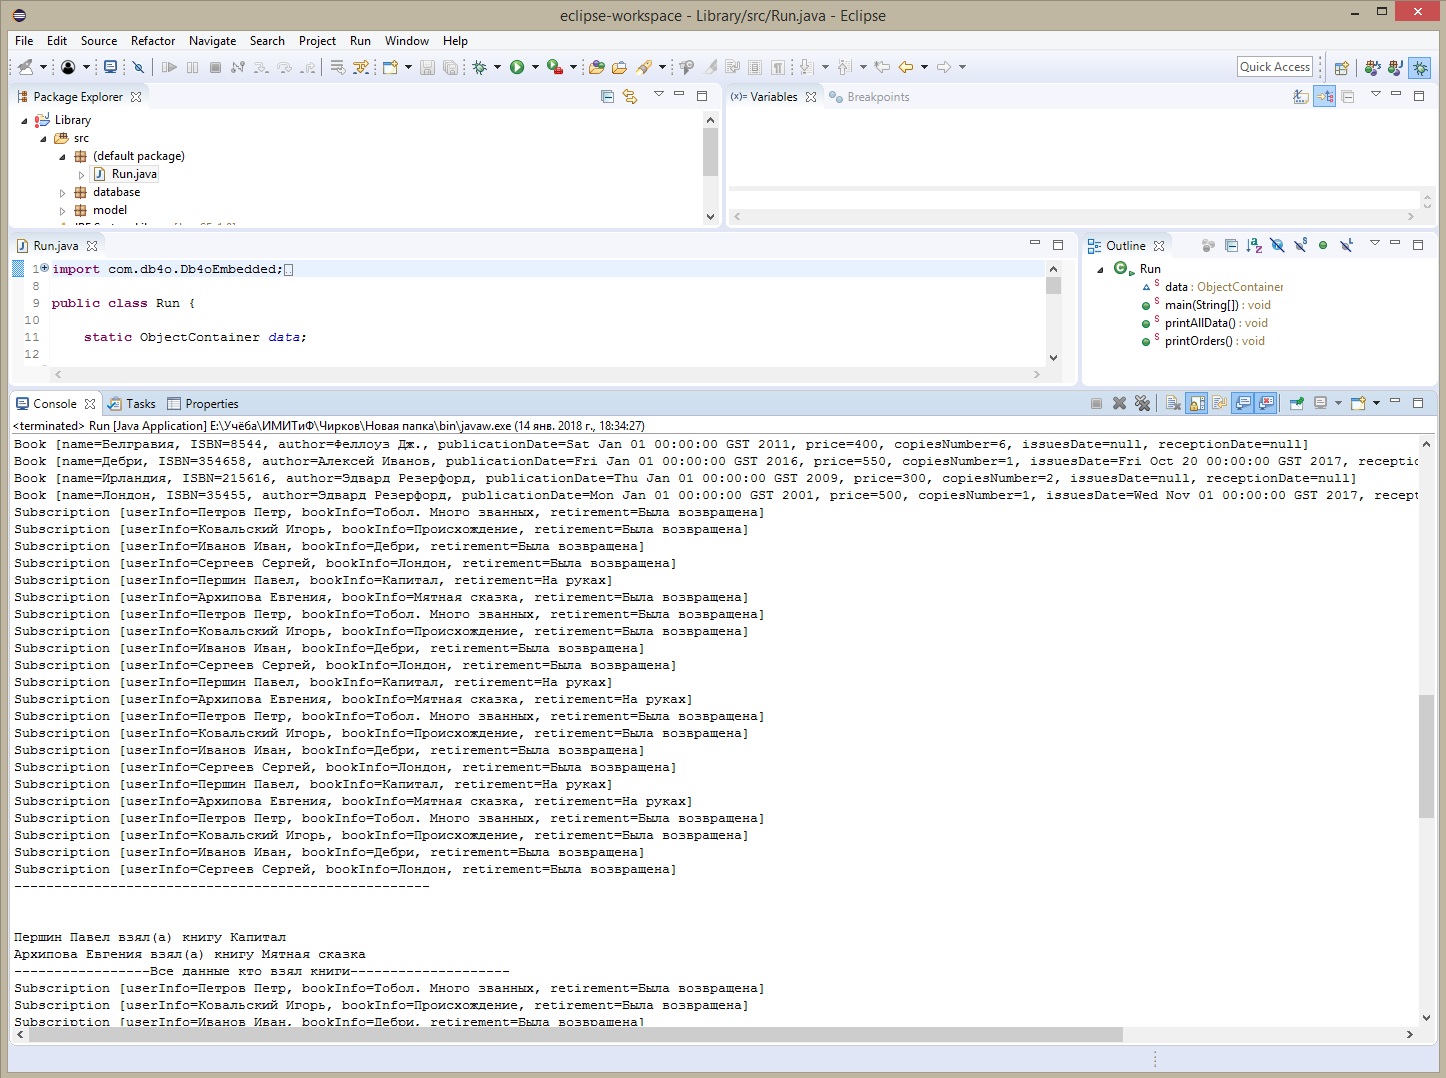 eclipse-workspace - Library/src/Run.java - Eclipse
File Edit Source Refactor Navigate Search Project Run Window Help
Quick Access
Package Explorer
Library
src
(default package)
Run.java
database
model
(x)= Variables
Breakpoints
Run.java
1 import com.db4o.Db4oEmbedded;
8
9 public class Run {
10
11 static ObjectContainer data;
12
Outline
Run
data : ObjectContainer
main(String[]) : void
printAllData() : void
printOrders() : void
Console Tasks Properties
<terminated> Run [Java Application] E:\Учёба\ИМИТиФ\Чирков\Новая папка\bin\javaw.exe (14 янв. 2018 г., 18:34:27)
Book [name=Белгравия, ISBN=8544, author=Феллоуз Дж., publicationDate=Sat Jan 01 00:00:00 GST 2011, price=400, copiesNumber=6, issuesDate=null, receptionDate=null]
Book [name=Дебри, ISBN=354658, author=Алексей Иванов, publicationDate=Fri Jan 01 00:00:00 GST 2016, price=550, copiesNumber=1, issuesDate=Fri Oct 20 00:00:00 GST 2017, receptio
Book [name=Ирландия, ISBN=215616, author=Эдвард Резерфорд, publicationDate=Thu Jan 01 00:00:00 GST 2009, price=300, copiesNumber=2, issuesDate=null, receptionDate=null]
Book [name=Лондон, ISBN=35455, author=Эдвард Резерфорд, publicationDate=Mon Jan 01 00:00:00 GST 2001, price=500, copiesNumber=1, issuesDate=Wed Nov 01 00:00:00 GST 2017, recept
Subscription [userInfo=Петров Петр, bookInfo=Тобол. Много званных, retirement=Была возвращена]
Subscription [userInfo=Ковальский Игорь, bookInfo=Происхождение, retirement=Была возвращена]
Subscription [userInfo=Иванов Иван, bookInfo=Дебри, retirement=Была возвращена]
Subscription [userInfo=Сергеев Сергей, bookInfo=Лондон, retirement=Была возвращена]
Subscription [userInfo=Першин Павел, bookInfo=Капитал, retirement=На руках]
Subscription [userInfo=Архипова Евгения, bookInfo=Мятная сказка, retirement=Была возвращена]
Subscription [userInfo=Петров Петр, bookInfo=Тобол. Много званных, retirement=Была возвращена]
Subscription [userInfo=Ковальский Игорь, bookInfo=Происхождение, retirement=Была возвращена]
Subscription [userInfo=Иванов Иван, bookInfo=Дебри, retirement=Была возвращена]
Subscription [userInfo=Сергеев Сергей, bookInfo=Лондон, retirement=Была возвращена]
Subscription [userInfo=Першин Павел, bookInfo=Капитал, retirement=На руках]
Subscription [userInfo=Архипова Евгения, bookInfo=Мятная сказка, retirement=На руках]
Subscription [userInfo=Петров Петр, bookInfo=Тобол. Много званных, retirement=Была возвращена]
Subscription [userInfo=Ковальский Игорь, bookInfo=Происхождение, retirement=Была возвращена]
Subscription [userInfo=Иванов Иван, bookInfo=Дебри, retirement=Была возвращена]
Subscription [userInfo=Сергеев Сергей, bookInfo=Лондон, retirement=Была возвращена]
Subscription [userInfo=Першин Павел, bookInfo=Капитал, retirement=На руках]
Subscription [userInfo=Архипова Евгения, bookInfo=Мятная сказка, retirement=На руках]
Subscription [userInfo=Петров Петр, bookInfo=Тобол. Много званных, retirement=Была возвращена]
Subscription [userInfo=Ковальский Игорь, bookInfo=Происхождение, retirement=Была возвращена]
Subscription [userInfo=Иванов Иван, bookInfo=Дебри, retirement=Была возвращена]
Subscription [userInfo=Сергеев Сергей, bookInfo=Лондон, retirement=Была возвращена]
----------------------------------------------------
Першин Павел взял(а) книгу Капитал
Архипова Евгения взял(а) книгу Мятная сказка
-----------------Все данные кто взял книги--------------------
Subscription [userInfo=Петров Петр, bookInfo=Тобол. Много званных, retirement=Была возвращена]
Subscription [userInfo=Ковальский Игорь, bookInfo=Происхождение, retirement=Была возвращена]
Subscription [userInfo=Иванов Иван, bookInfo=Дебри, retirement=Была возвращена]